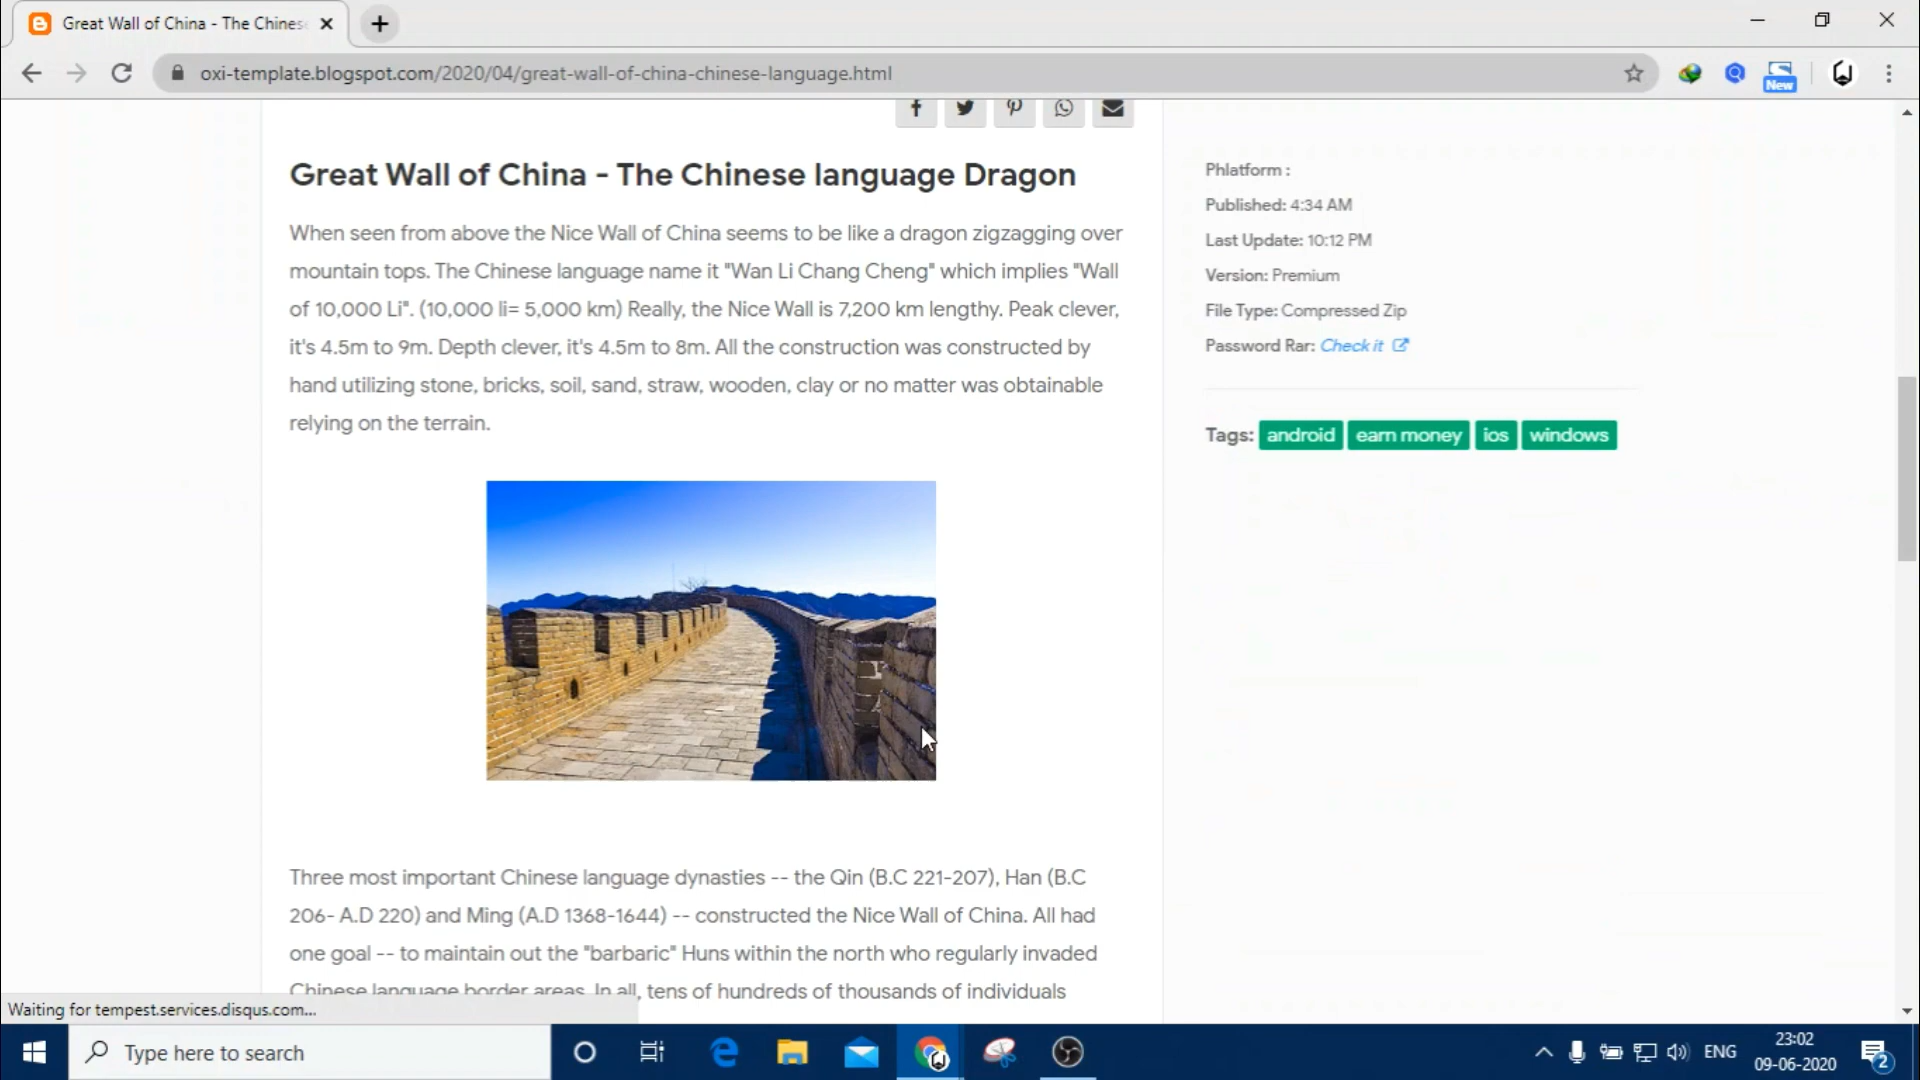 Great Wall of China - The Chines
oxi-template.blogspot.com/2020/04/great-wall-of-china-chinese-language.html
New
Great Wall of China - The Chinese language Dragon
When seen from above the Nice Wall of China seems to be like a dragon zigzagging over
mountain tops. The Chinese language name it "Wan Li Chang Cheng" which implies "Wall
of 10,000 Li". (10,000 li= 5,000 km) Really, the Nice Wall is 7,200 km lengthy. Peak clever,
it's 4.5m to 9m. Depth clever, it's 4.5m to 8m. All the construction was constructed by
hand utilizing stone, bricks, soil, sand, straw, wooden, clay or no matter was obtainable
relying on the terrain.
Three most important Chinese language dynasties -- the Qin (B.C 221-207), Han (B.C
206- A.D 220) and Ming (A.D 1368-1644) -- constructed the Nice Wall of China. All had
one goal -- to maintain out the "barbaric" Huns within the north who regularly invaded
Chinese language border areas. In all, tens of hundreds of thousands of individuals
Phlatform :
Published: 4:34 AM
Last Update: 10:12 PM
Version: Premium
File Type: Compressed Zip
Password Rar: Check it
Tags: android earn money ios windows
Waiting for tempest.services.disqus.com...
Type here to search
ENG
23:02
09-06-2020
2